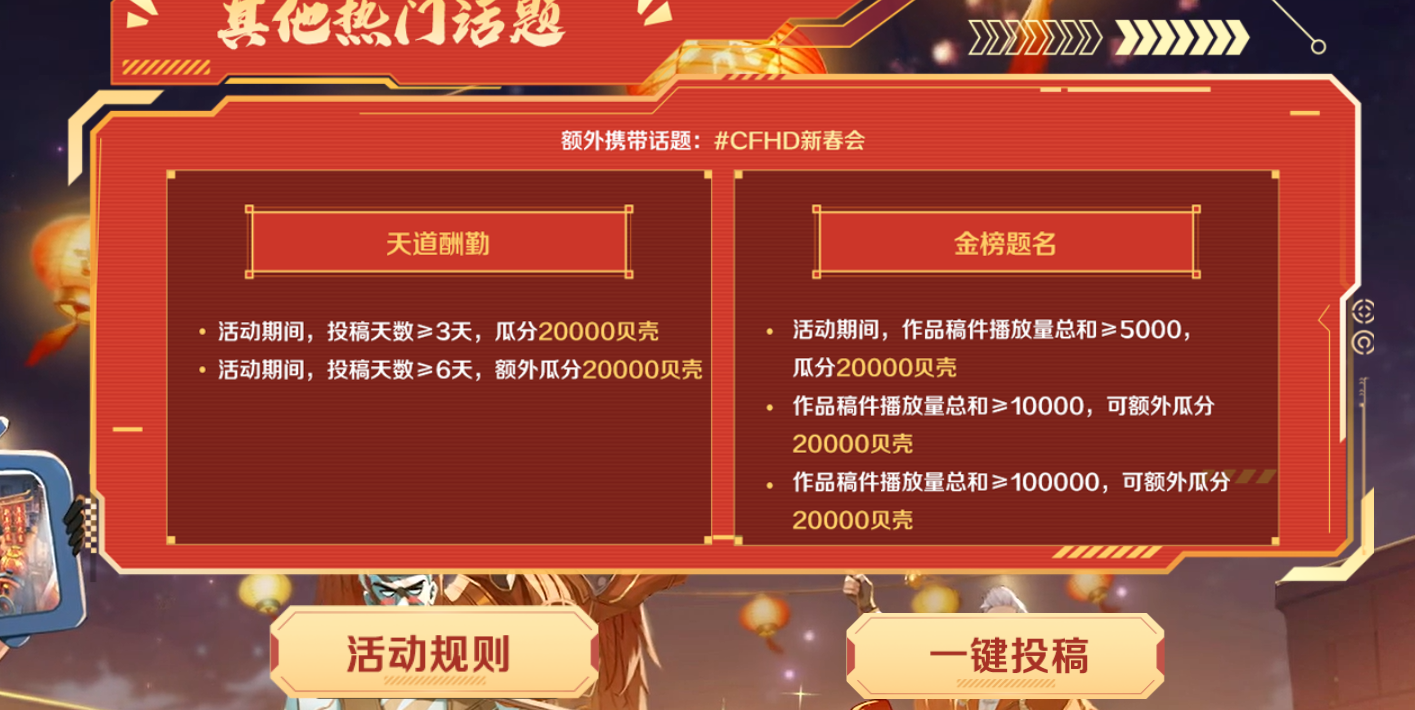 其他热门话题
额外携带话题：#CFHD新春会
天道酬勤
活动期间，投稿天数≥3天，瓜分20000贝壳
活动期间，投稿天数≥6天，额外瓜分20000贝壳
金榜题名
活动期间，作品稿件播放量总和≥5000，
瓜分20000贝壳
作品稿件播放量总和≥10000，可额外瓜分
20000贝壳
作品稿件播放量总和≥100000，可额外瓜分
20000贝壳
活动规则
一键投稿